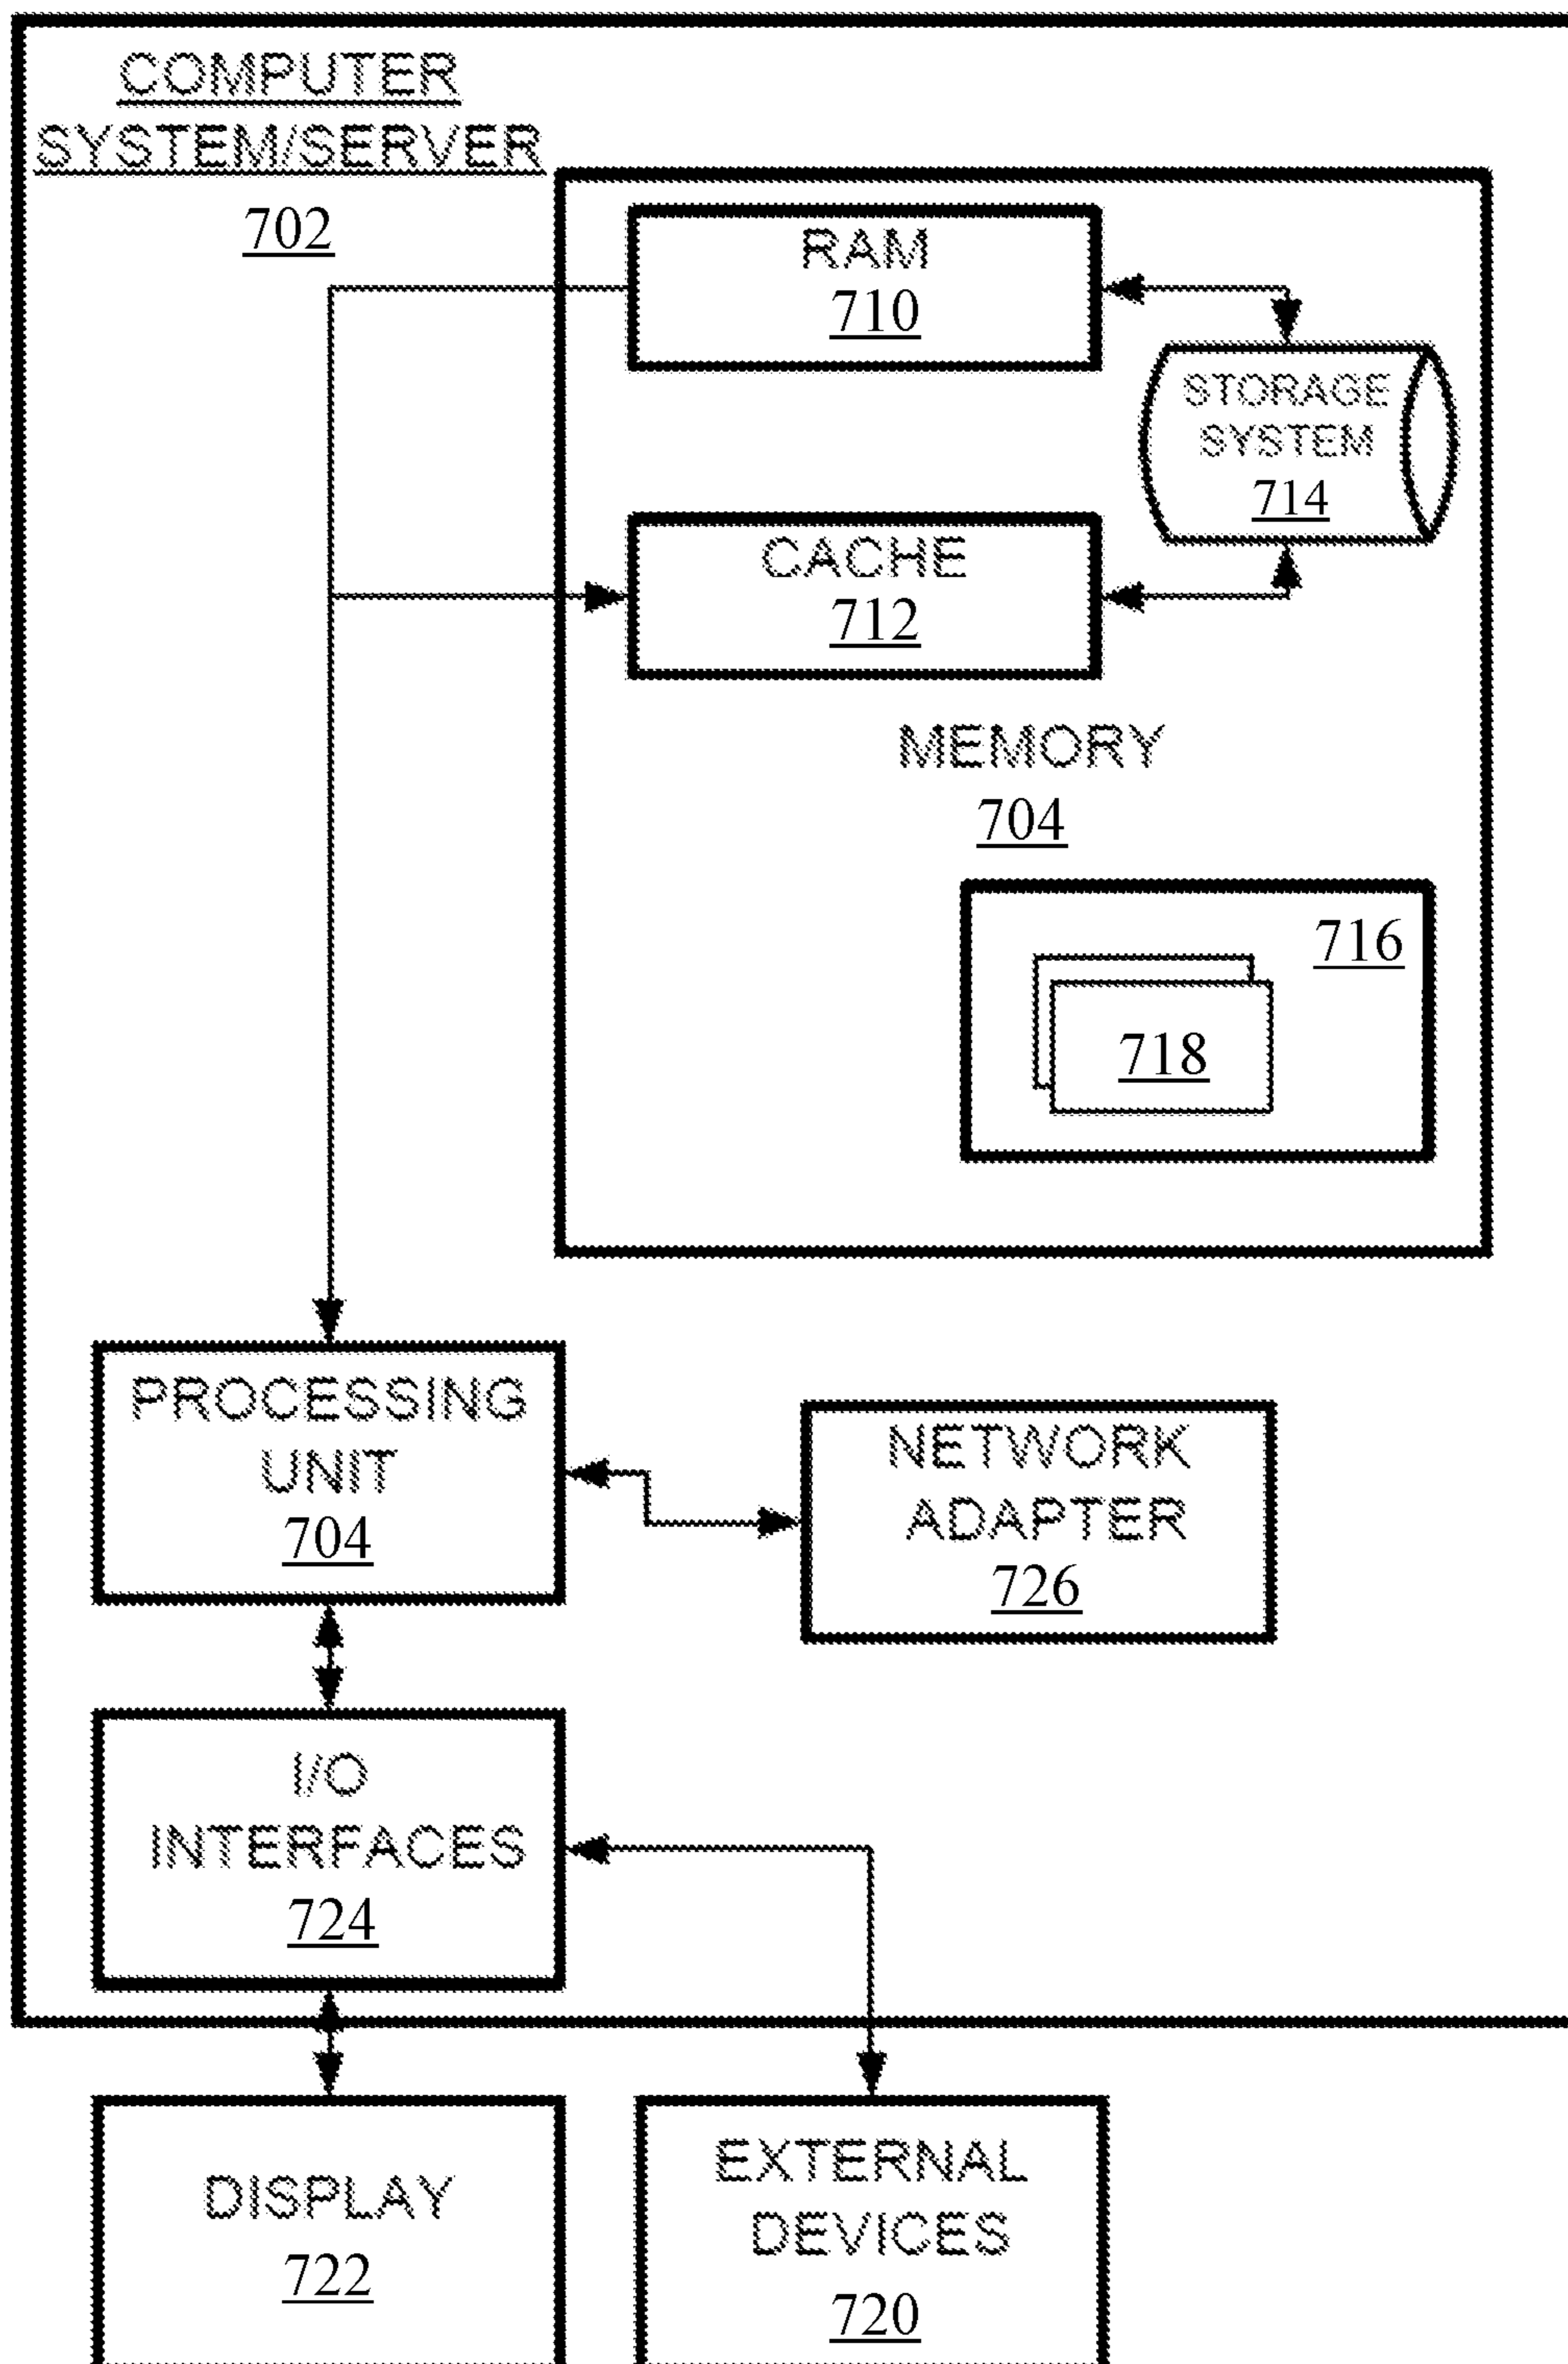 COMPUTER
SYSTEM/SERVER
702
RAM
710
STORAGE
SYSTEM
714
CACHE
712
MEMORY
704
716
718
PROCESSING
UNIT
704
NETWORK
ADAPTER
726
I/O
INTERFACES
724
DISPLAY
722
EXTERNAL
DEVICES
720